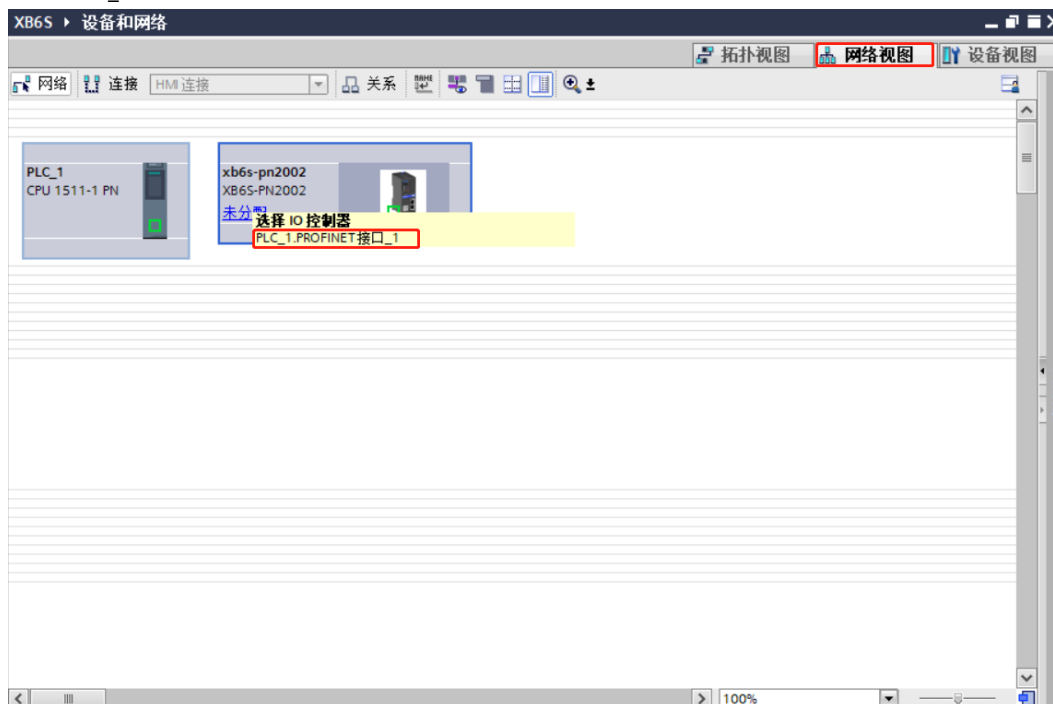 XB6S ▸ 设备和网络
拓扑视图 网络视图 设备视图
网络 连接 HMI 连接 关系
PLC_1
CPU 1511-1 PN
xb6s-pn2002
XB6S-PN2002
未分配
选择 IO 控制器
PLC_1.PROFINET接口_1
100%